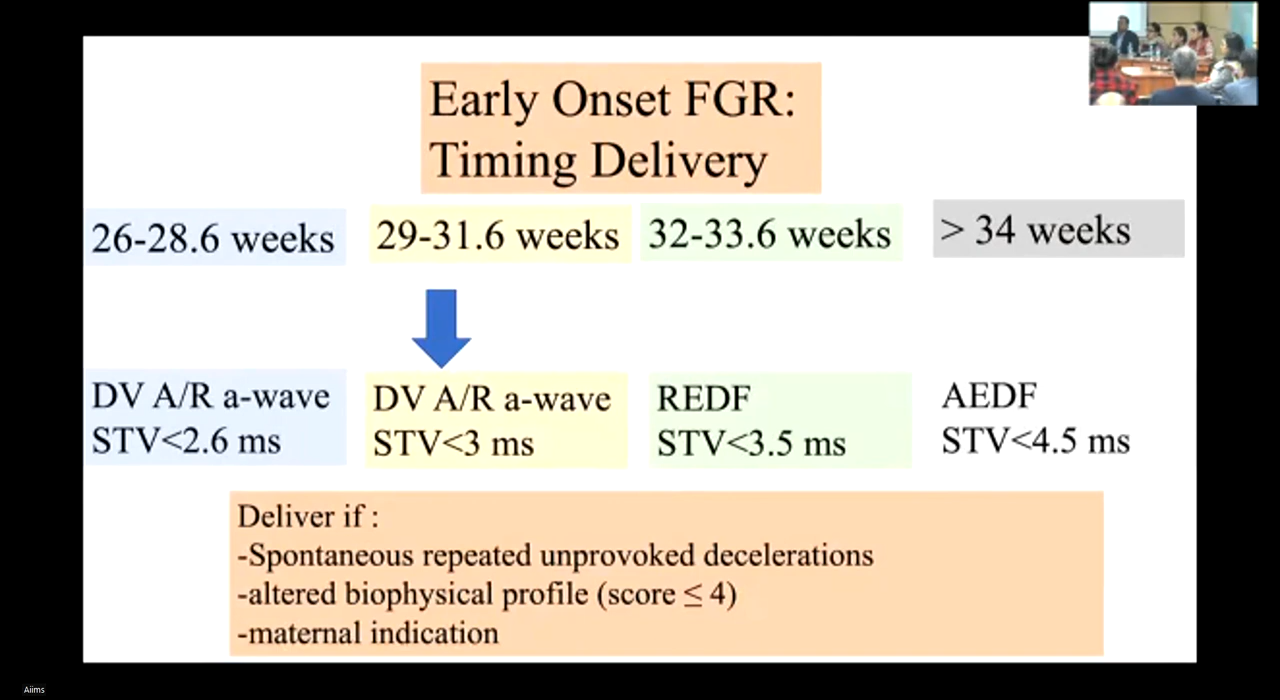 Early Onset FGR:
Timing Delivery
26-28.6 weeks
29-31.6 weeks
32-33.6 weeks
> 34 weeks
DV A/R a-wave
STV<2.6 ms
DV A/R a-wave
STV<3 ms
REDF
STV<3.5 ms
AEDF
STV<4.5 ms
Deliver if :
-Spontaneous repeated unprovoked decelerations
-altered biophysical profile (score ≤ 4)
-maternal indication
Aiims